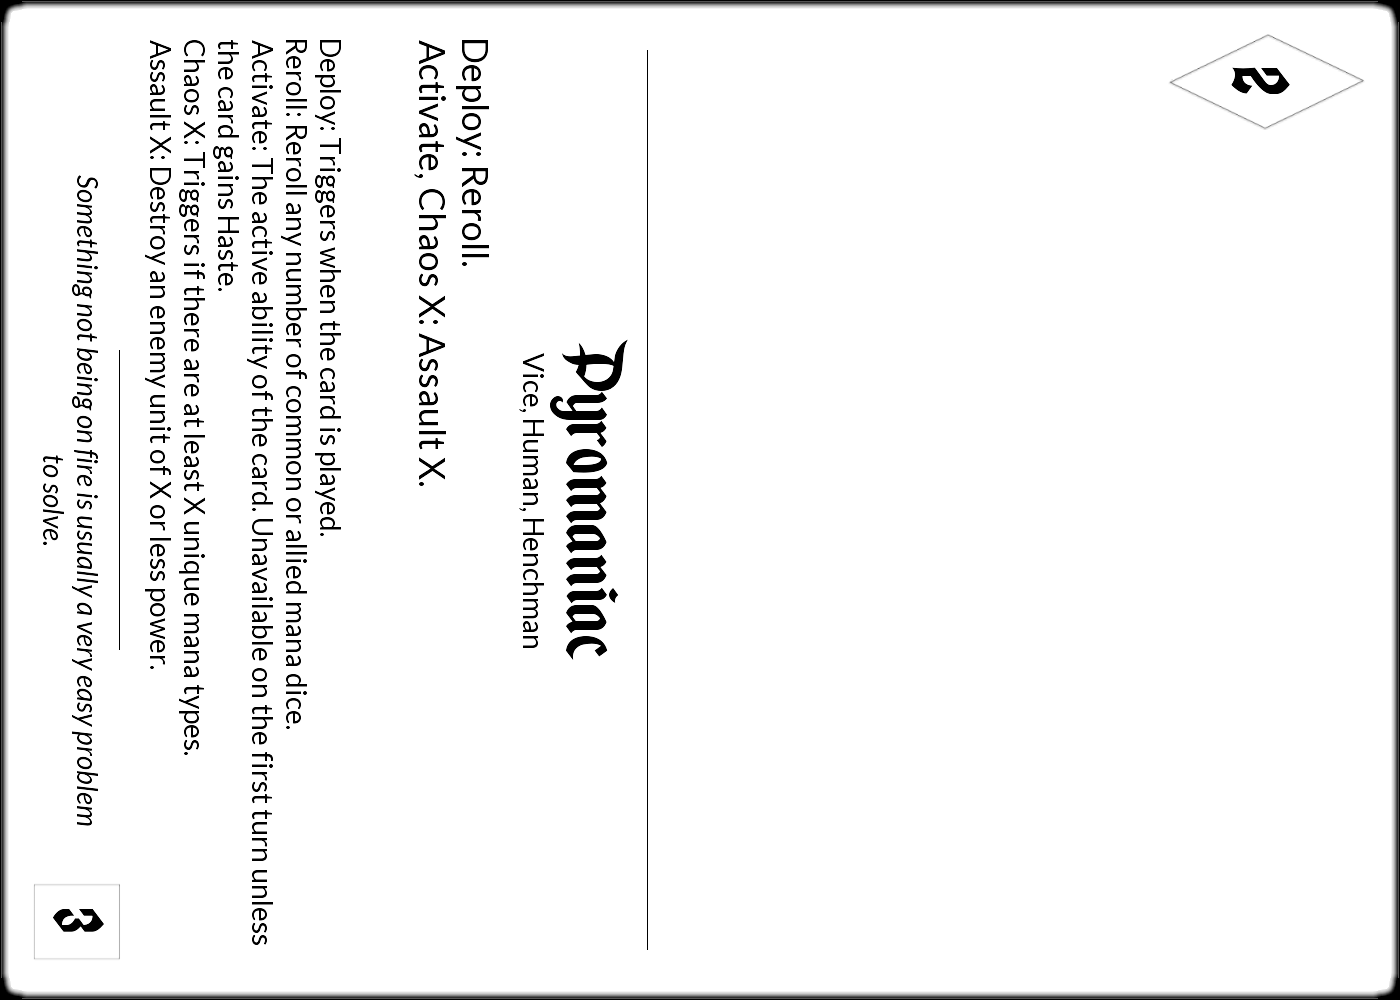 2
Pyromaniac
Vice, Human, Henchman
Deploy: Reroll.
Activate, Chaos X: Assault X.
Deploy: Triggers when the card is played.
Reroll: Reroll any number of common or allied mana dice.
Activate: The active ability of the card. Unavailable on the first turn unless
the card gains Haste.
Chaos X: Triggers if there are at least X unique mana types.
Assault X: Destroy an enemy unit of X or less power.
Something not being on fire is usually a very easy problem
to solve.
3